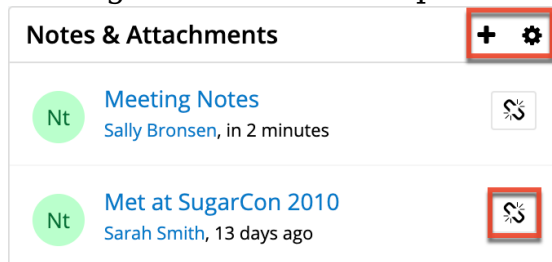 Notes & Attachments
Nt
Meeting Notes
Sally Bronsen, in 2 minutes
Nt
Met at SugarCon 2010
Sarah Smith, 13 days ago